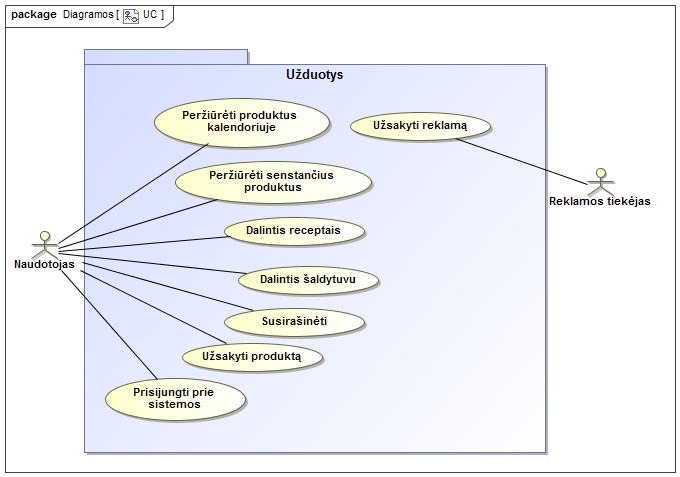 package Diagramos [ UC ]
Užduotys
Peržiūrėti produktus
kalendoriuje
Užsakyti reklamą
Peržiūrėti senstančius
produktus
Reklamos tiekėjas
Dalintis receptais
Naudotojas
Dalintis šaldytuvu
Susirašinėti
Užsakyti produktą
Prisijungti prie
sistemos